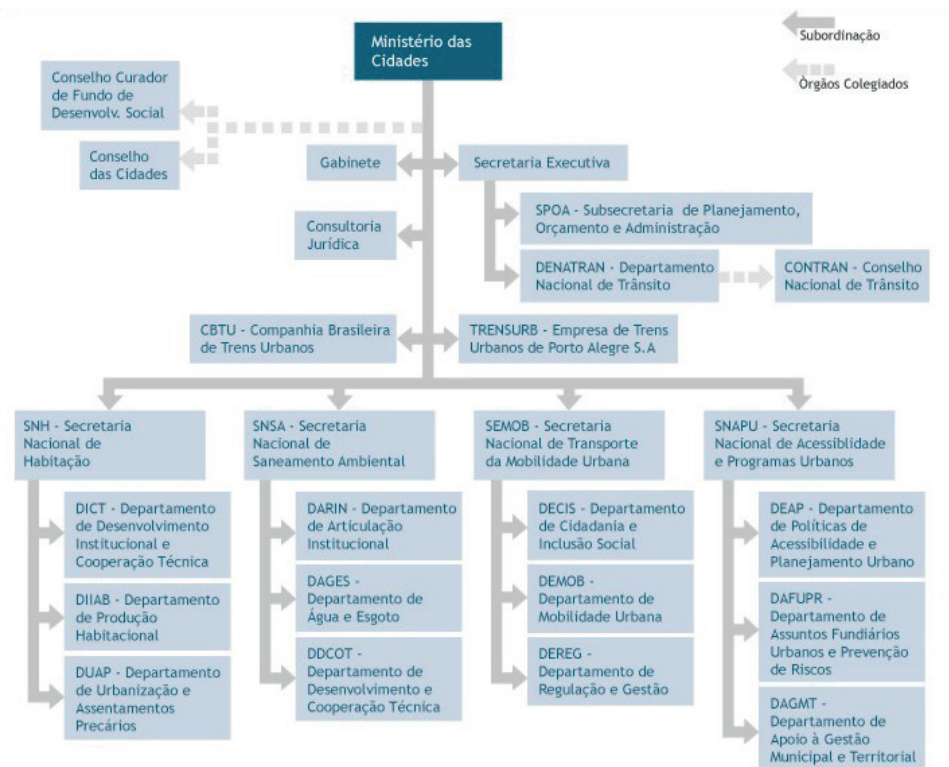 Ministério das
Cidades
Subordinação
Òrgãos Colegiados
Conselho Curador
de Fundo de
Desenvolv. Social
Conselho
das Cidades
Gabinete
Secretaria Executiva
SPOA - Subsecretaria de Planejamento,
Orçamento e Administração
Consultoria
Jurídica
DENATRAN - Departamento
Nacional de Trânsito
CONTRAN - Conselho
Nacional de Trânsito
CBTU - Companhia Brasileira
de Trens Urbanos
TRENSURB - Empresa de Trens
Urbanos de Porto Alegre S.A
SNH - Secretaria
Nacional de
Habitação
DICT - Departamento
de Desenvolvimento
Institucional e
Cooperação Técnica
DIIAB - Departamento
de Produção
Habitacional
DUAP - Departamento
de Urbanização e
Assentamentos
Precários
SNSA - Secretaria
Nacional de
Saneamento Ambiental
DARIN - Departamento
de Articulação
Institucional
DAGES -
Departamento de
Água e Esgoto
DDCOT -
Departamento de
Desenvolvimento e
Cooperação Técnica
SEMOB - Secretaria
Nacional de Transporte
da Mobilidade Urbana
DECIS - Departamento
de Cidadania e
Inclusão Social
DEMOB -
Departamento de
Mobilidade Urbana
DEREG -
Departamento de
Regulação e Gestão
SNAPU - Secretaria
Nacional de Acessiblidade
e Programas Urbanos
DEAP - Departamento
de Políticas de
Acessibilidade e
Planejamento Urbano
DAFUPR -
Departamento de
Assuntos Fundiários
Urbanos e Prevenção
de Riscos
DAGMT -
Departamento de
Apoio à Gestão
Municipal e Territorial